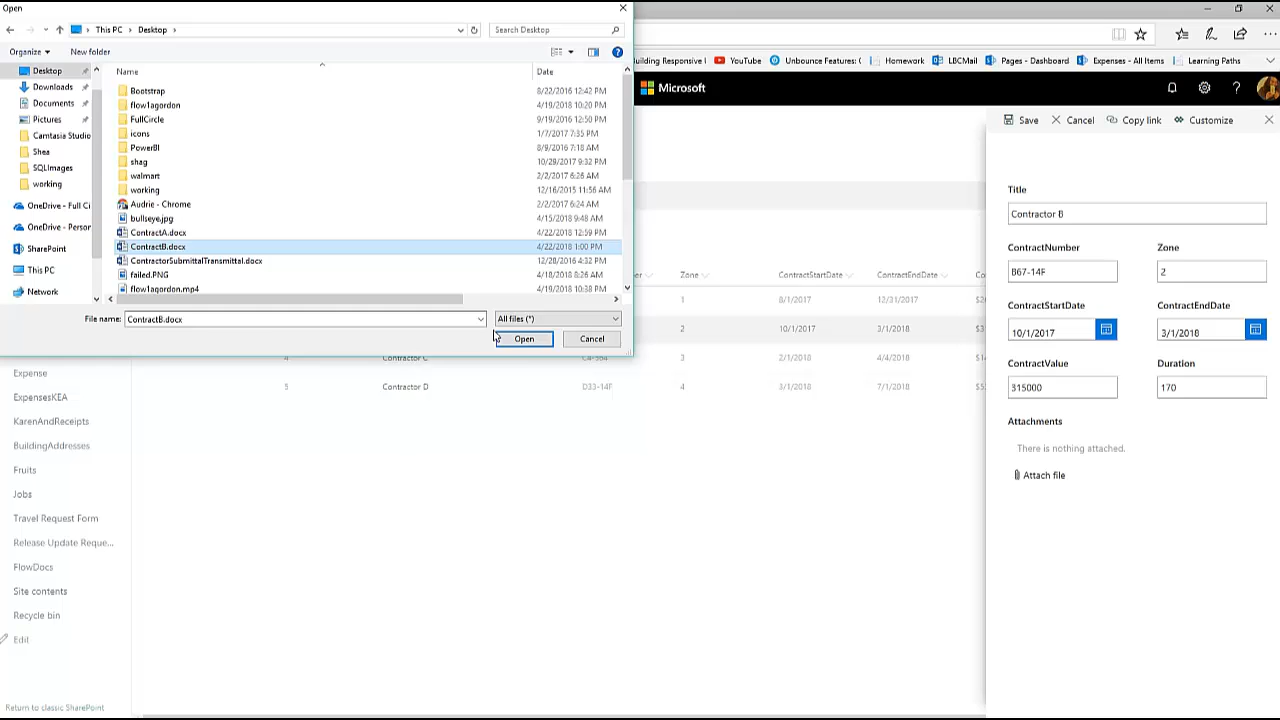 Open
This PC > Desktop >
Search Desktop
Organize
New folder
Desktop
Downloads
Documents
Pictures
Camtasia Studio
Shea
SQLImages
working
OneDrive - Full Ci
OneDrive - Person
SharePoint
This PC
Network
Name Date
Bootstrap 8/22/2016 12:42 PM
flow1agordon 4/19/2018 10:20 PM
FullCircle 9/19/2016 12:50 PM
icons 1/7/2017 7:35 PM
PowerBI 8/9/2016 7:18 AM
shag 10/29/2017 9:32 PM
walmart 2/2/2017 6:26 AM
working 12/16/2015 11:56 AM
Audrie - Chrome 2/2/2017 6:24 AM
bullseye.jpg 4/15/2018 9:48 AM
ContractA.docx 4/22/2018 12:59 PM
ContractB.docx 4/22/2018 1:00 PM
ContractorSubmittalTransmittal.docx 12/28/2016 4:32 PM
failed.PNG 4/18/2018 8:26 AM
flow1agordon.mp4 4/19/2018 10:38 PM
File name: ContractB.docx All files (*)
Open Cancel
uilding Responsive I YouTube Unbounce Features: ( Homework LBCMail Pages - Dashboard Expenses - All Items Learning Paths
Microsoft
Save Cancel Copy link Customize
Zone ContractStartDate ContractEndDate
1 8/1/2017 12/31/2017
2 10/1/2017 3/1/2018
4 Contractor C 3 2/1/2018 4/4/2018
5 Contractor D D33-14F 4 3/1/2018 7/1/2018
Expense
ExpensesKEA
KarenAndReceipts
BuildingAddresses
Fruits
Jobs
Travel Request Form
Release Update Reque...
FlowDocs
Site contents
Recycle bin
Edit
Return to classic SharePoint
Title
Contractor B
ContractNumber Zone
B67-14F 2
ContractStartDate ContractEndDate
10/1/2017 3/1/2018
ContractValue Duration
315000 170
Attachments
There is nothing attached.
Attach file